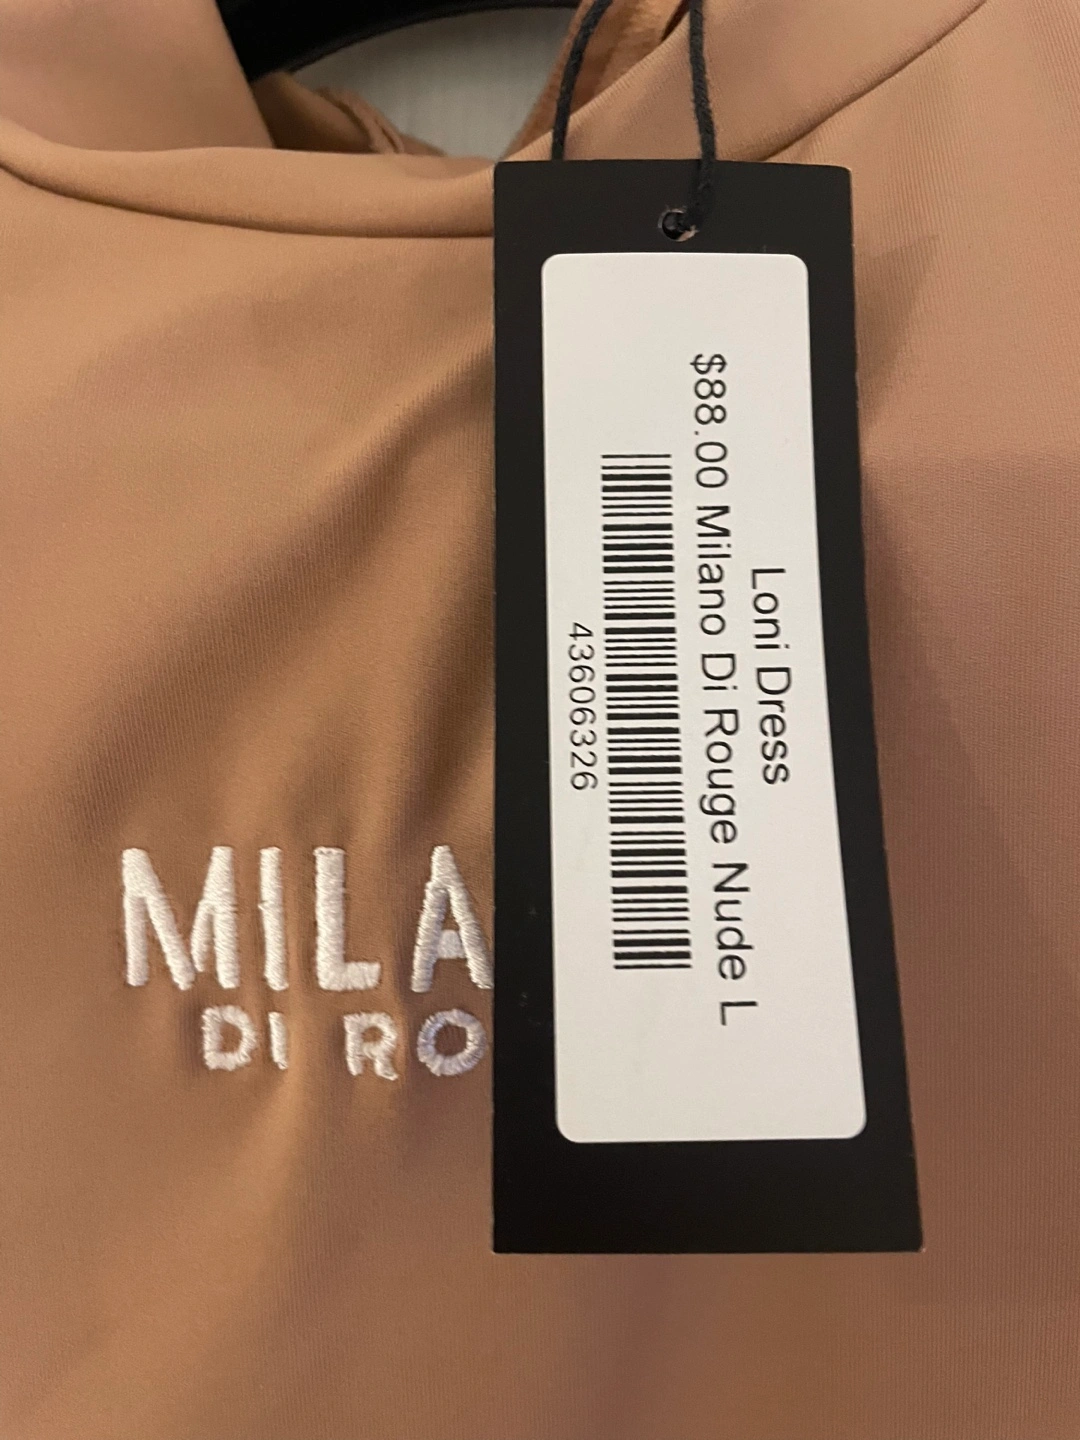 Loni Dress
$88.00 Milano Di Rouge Nude L
43606326
MILA
DI RO